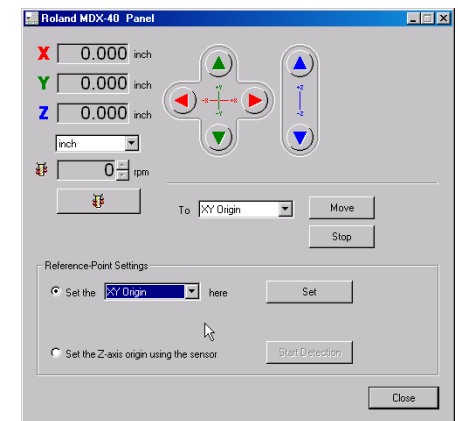 Roland MDX-40 Panel
X 0.000 inch
Y 0.000 inch
Z 0.000 inch
+Y
-X +X
-Y
+Z
-Z
inch
0 rpm
To XY Origin Move
Stop
Reference-Point Settings
Set the XY Origin here Set
Set the Z-axis origin using the sensor Start Detection
Close